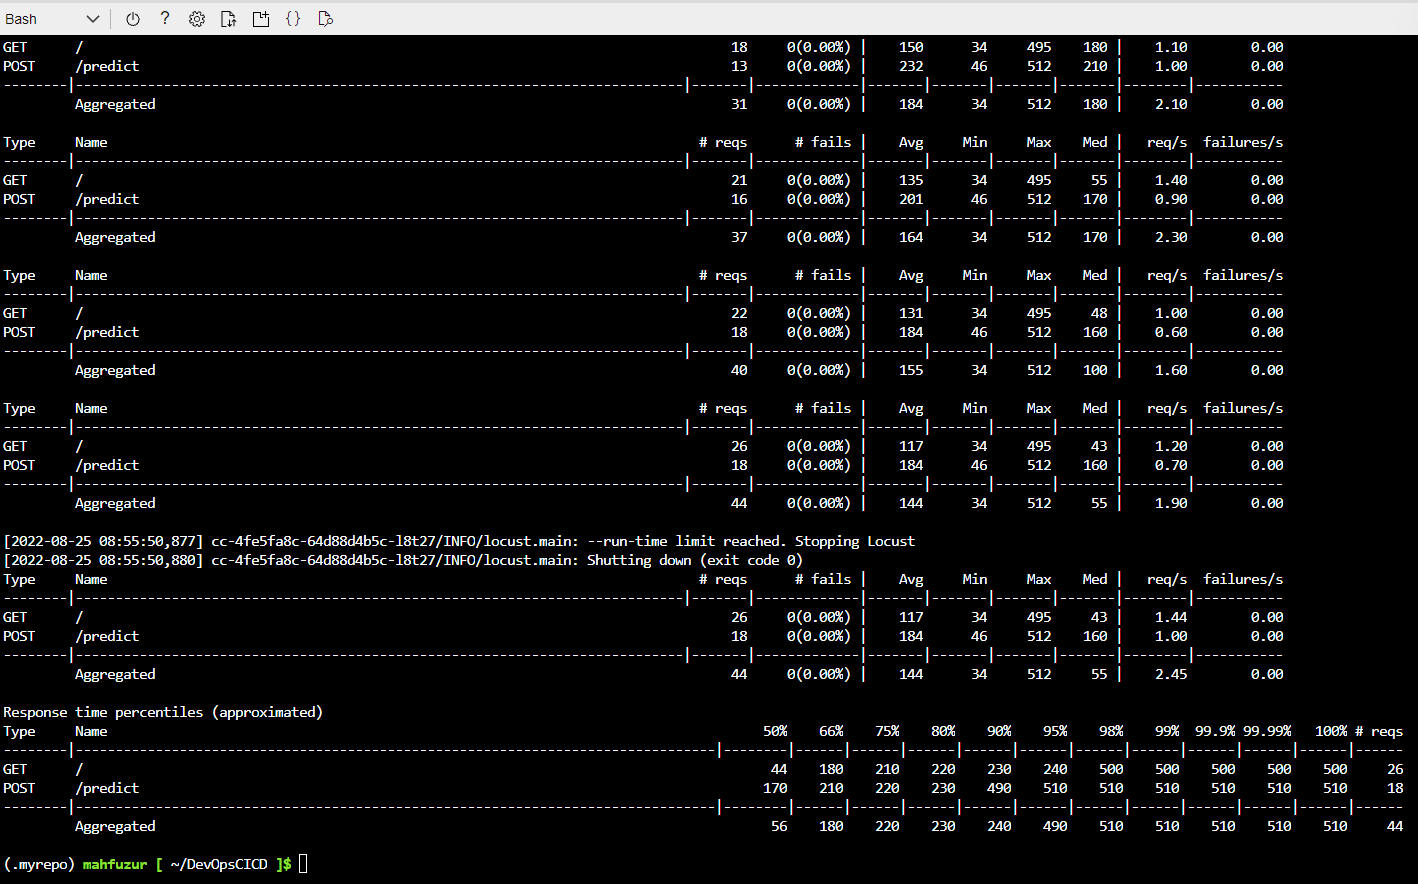 Bash
GET / 18 0(0.00%) | 150 34 495 180 | 1.10 0.00
POST /predict 13 0(0.00%) | 232 46 512 210 | 1.00 0.00
--------|----------------------------------------------------------------------------|-------|-------------|-------|-------|-------|-------|--------|-----------
Aggregated 31 0(0.00%) | 184 34 512 180 | 2.10 0.00
Type Name # reqs # fails | Avg Min Max Med | req/s failures/s
--------|----------------------------------------------------------------------------|-------|-------------|-------|-------|-------|-------|--------|-----------
GET / 21 0(0.00%) | 135 34 495 55 | 1.40 0.00
POST /predict 16 0(0.00%) | 201 46 512 170 | 0.90 0.00
--------|----------------------------------------------------------------------------|-------|-------------|-------|-------|-------|-------|--------|-----------
Aggregated 37 0(0.00%) | 164 34 512 170 | 2.30 0.00
Type Name # reqs # fails | Avg Min Max Med | req/s failures/s
--------|----------------------------------------------------------------------------|-------|-------------|-------|-------|-------|-------|--------|-----------
GET / 22 0(0.00%) | 131 34 495 48 | 1.00 0.00
POST /predict 18 0(0.00%) | 184 46 512 160 | 0.60 0.00
--------|----------------------------------------------------------------------------|-------|-------------|-------|-------|-------|-------|--------|-----------
Aggregated 40 0(0.00%) | 155 34 512 100 | 1.60 0.00
Type Name # reqs # fails | Avg Min Max Med | req/s failures/s
--------|----------------------------------------------------------------------------|-------|-------------|-------|-------|-------|-------|--------|-----------
GET / 26 0(0.00%) | 117 34 495 43 | 1.20 0.00
POST /predict 18 0(0.00%) | 184 46 512 160 | 0.70 0.00
--------|----------------------------------------------------------------------------|-------|-------------|-------|-------|-------|-------|--------|-----------
Aggregated 44 0(0.00%) | 144 34 512 55 | 1.90 0.00
[2022-08-25 08:55:50,877] cc-4fe5fa8c-64d88d4b5c-l8t27/INFO/locust.main: --run-time limit reached. Stopping Locust
[2022-08-25 08:55:50,880] cc-4fe5fa8c-64d88d4b5c-l8t27/INFO/locust.main: Shutting down (exit code 0)
Type Name # reqs # fails | Avg Min Max Med | req/s failures/s
--------|----------------------------------------------------------------------------|-------|-------------|-------|-------|-------|-------|--------|-----------
GET / 26 0(0.00%) | 117 34 495 43 | 1.44 0.00
POST /predict 18 0(0.00%) | 184 46 512 160 | 1.00 0.00
--------|----------------------------------------------------------------------------|-------|-------------|-------|-------|-------|-------|--------|-----------
Aggregated 44 0(0.00%) | 144 34 512 55 | 2.45 0.00
Response time percentiles (approximated)
Type Name 50% 66% 75% 80% 90% 95% 98% 99% 99.9% 99.99% 100% # reqs
--------|--------------------------------------------------------------------------------|--------|------|------|------|------|------|------|------|------|------|------|------
GET / 44 180 210 220 230 240 500 500 500 500 500 26
POST /predict 170 210 220 230 490 510 510 510 510 510 510 18
--------|--------------------------------------------------------------------------------|--------|------|------|------|------|------|------|------|------|------|------|------
Aggregated 56 180 220 230 240 490 510 510 510 510 510 44
(.myrepo) mahfuzur [ ~/DevOpsCICD ]$